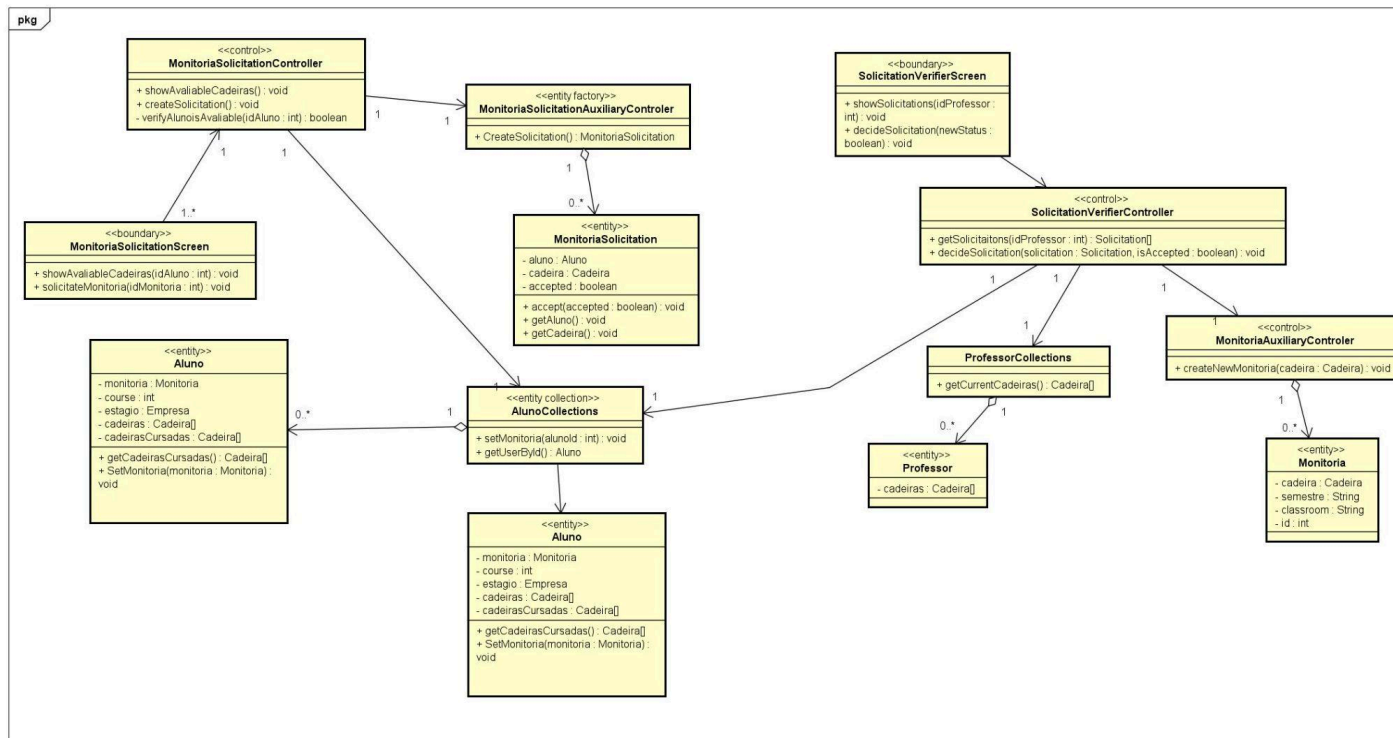 pkg
<<control>>
MonitoriaSolicitationController
+ showAvaliableCadeiras() : void
+ createSolicitation() : void
- verifyAlunoisAvaliable(idAluno : int) : boolean
<<entity factory>>
MonitoriaSolicitationAuxiliaryControler
+ CreateSolicitation() : MonitoriaSolicitation
<<boundary>>
SolicitationVerifierScreen
+ showSolicitations(idProfessor :
int) : void
+ decideSolicitation(newStatus :
boolean) : void
1
1
1
1
1
1
0..*
1..*
<<boundary>>
MonitoriaSolicitationScreen
+ showAvaliableCadeiras(idAluno : int) : void
+ solicitateMonitoria(idMonitoria : int) : void
<<entity>>
MonitoriaSolicitation
- aluno : Aluno
- cadeira : Cadeira
- accepted : boolean
+ accept(accepted : boolean) : void
+ getAluno() : void
+ getCadeira() : void
<<control>>
SolicitationVerifierController
+ getSolicitaitons(idProfessor : int) : Solicitation[]
+ decideSolicitation(solicitation : Solicitation, isAccepted : boolean) : void
1
1
1
1
1
<<entity>>
Aluno
- monitoria : Monitoria
- course : int
- estagio : Empresa
- cadeiras : Cadeira[]
- cadeirasCursadas : Cadeira[]
+ getCadeirasCursadas() : Cadeira[]
+ SetMonitoria(monitoria : Monitoria) :
void
0..*
1
1
1
<<entity collection>>
AlunoCollections
+ setMonitoria(alunoId : int) : void
+ getUserById() : Aluno
ProfessorCollections
+ getCurrentCadeiras() : Cadeira[]
1
0..*
<<control>>
MonitoriaAuxiliaryControler
+ createNewMonitoria(cadeira : Cadeira) : void
1
0..*
<<entity>>
Professor
- cadeiras : Cadeira[]
<<entity>>
Monitoria
- cadeira : Cadeira
- semestre : String
- classroom : String
- id : int
<<entity>>
Aluno
- monitoria : Monitoria
- course : int
- estagio : Empresa
- cadeiras : Cadeira[]
- cadeirasCursadas : Cadeira[]
+ getCadeirasCursadas() : Cadeira[]
+ SetMonitoria(monitoria : Monitoria) :
void